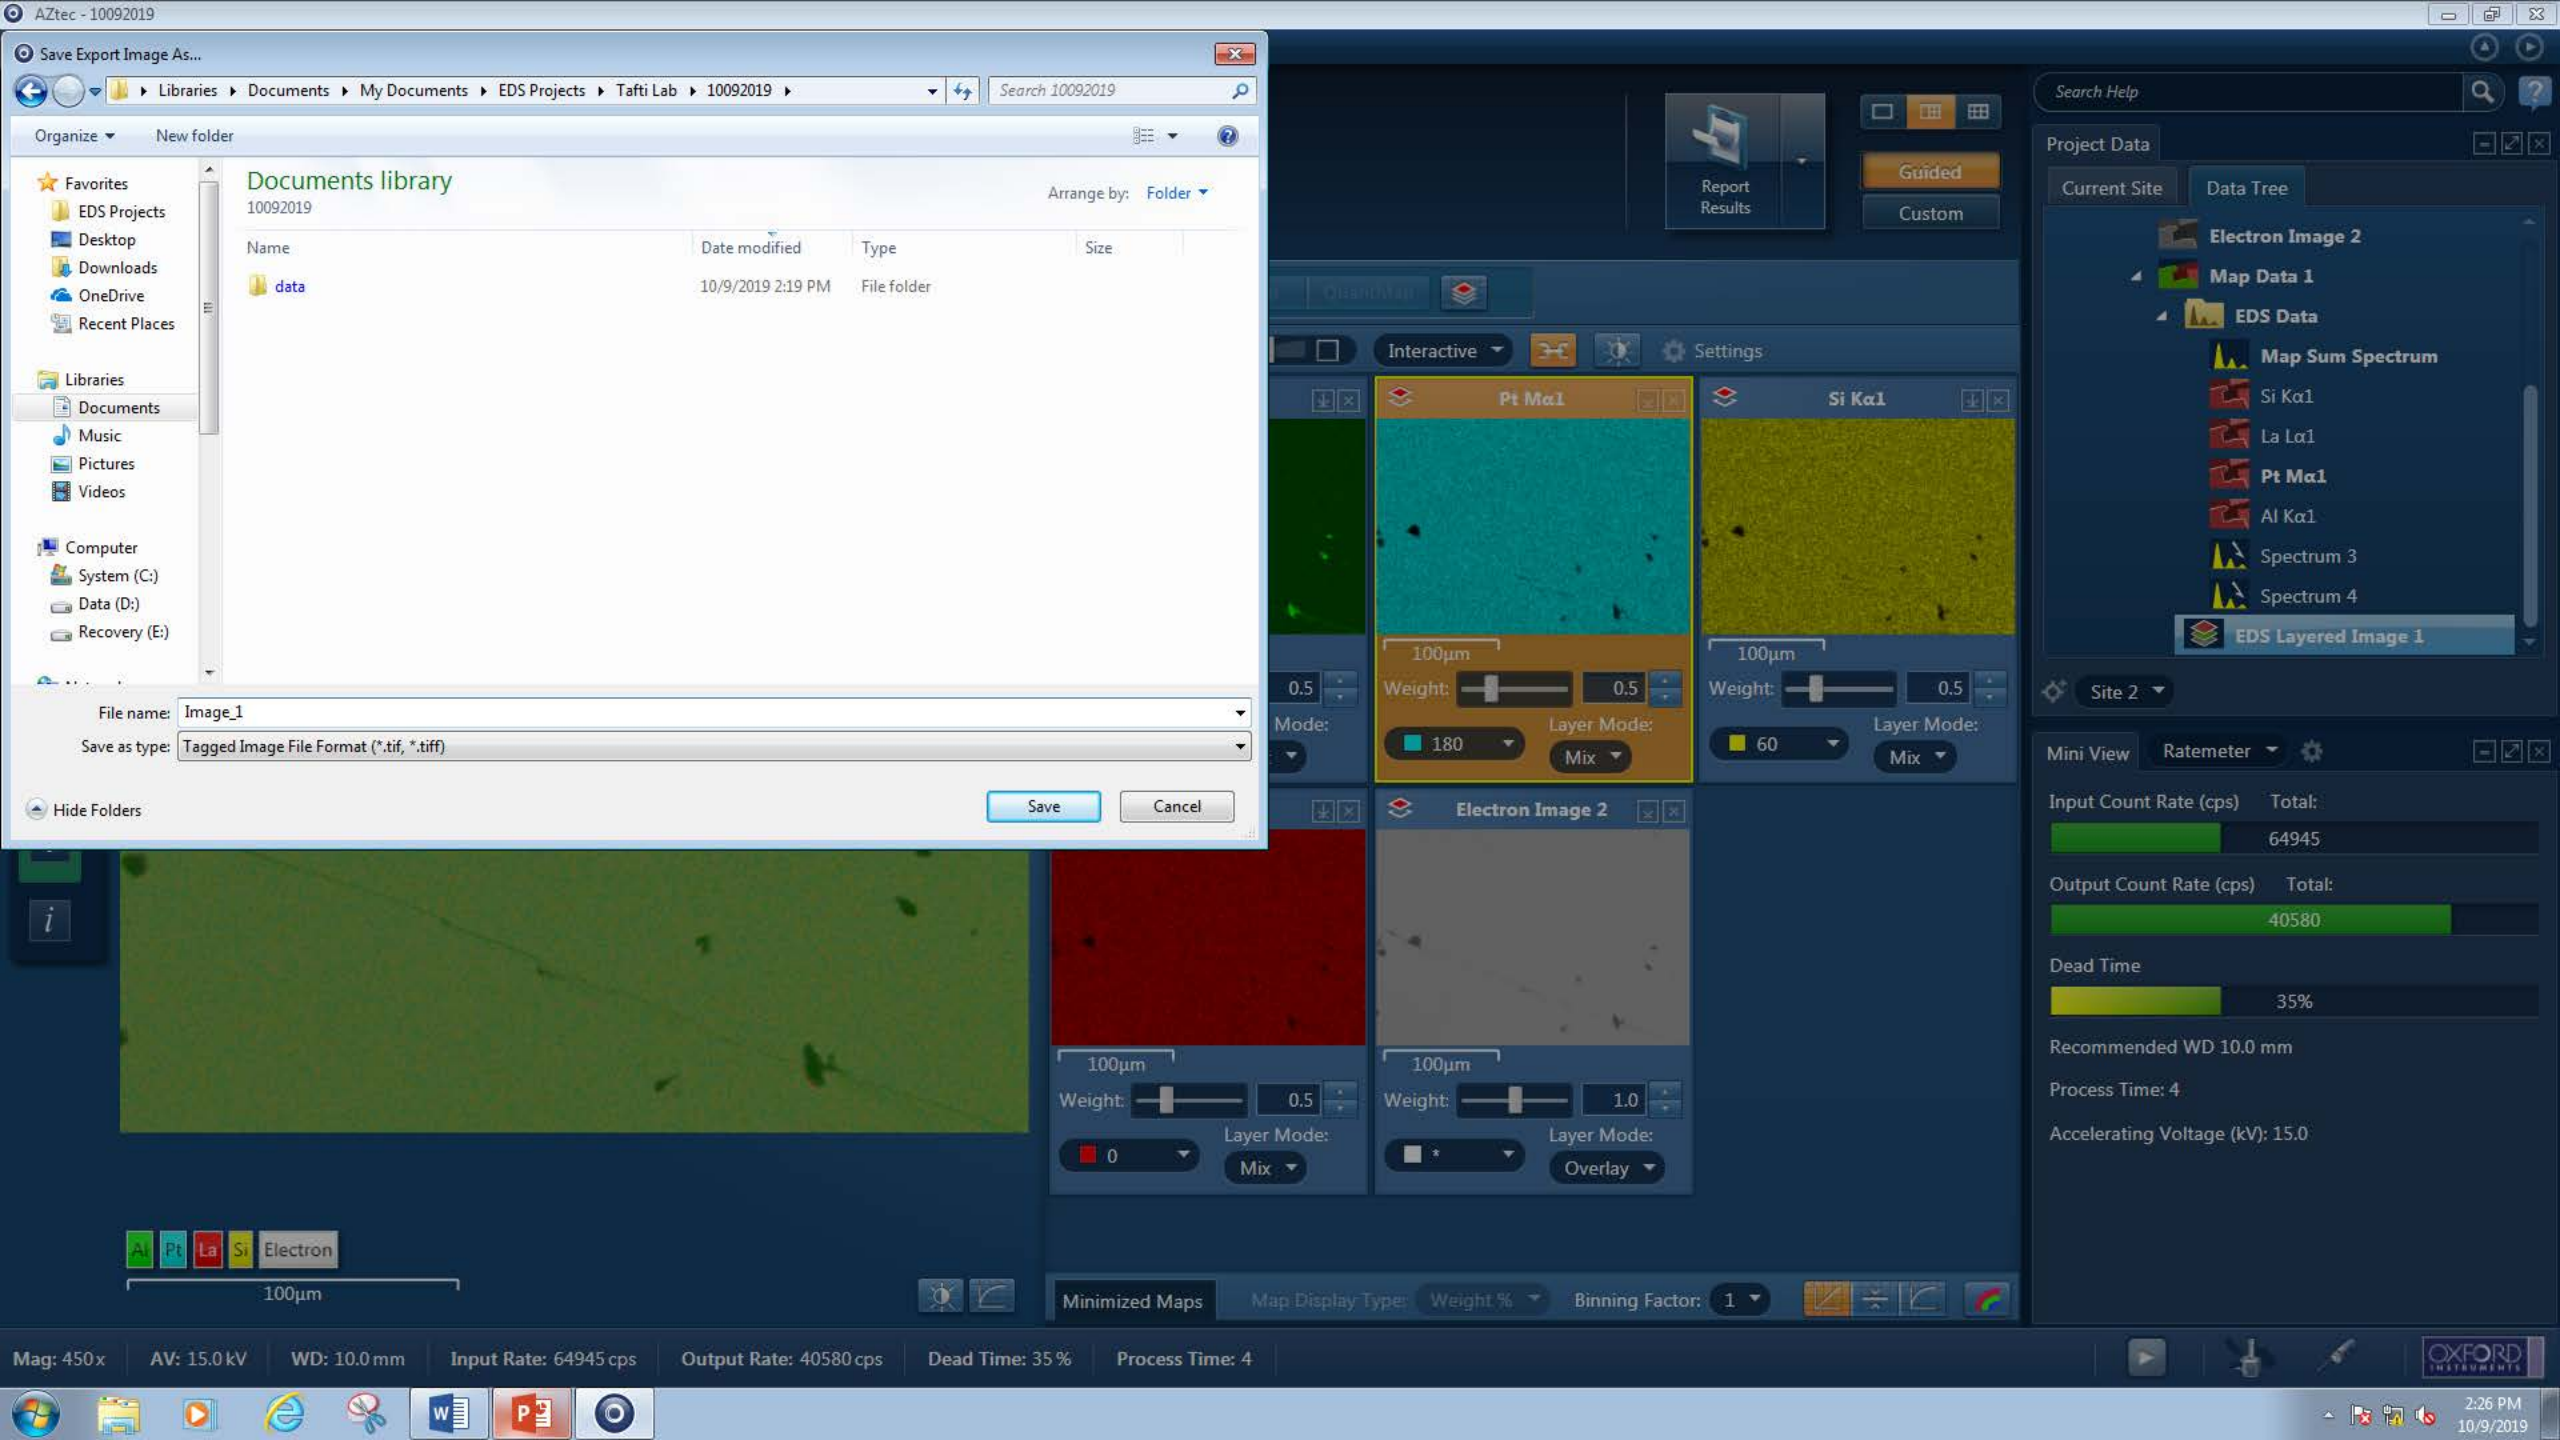 AZtec - 10092019
Save Export Image As...
Libraries Documents My Documents EDS Projects Tafti Lab 10092019
Search 10092019
Search Help
Organize
New folder
Report
Results
Guided
Custom
Project Data
Current Site
Data Tree
Favorites
EDS Projects
Desktop
Downloads
OneDrive
Recent Places
Libraries
Documents
Music
Pictures
Videos
Computer
System (C:)
Data (D:)
Recovery (E:)
Documents library
10092019
Arrange by: Folder
Name
Date modified
Type
Size
data
10/9/2019 2:19 PM
File folder
File name: Image_1
Save as type: Tagged Image File Format (*.tif, *.tiff)
Hide Folders
Save
Cancel
QuantMap
Interactive
Settings
Pt Mα1
Si Kα1
100µm
100µm
0.5
Weight: 0.5
Weight: 0.5
Mode:
Layer Mode:
Layer Mode:
180
Mix
60
Mix
Electron Image 2
100µm
100µm
Weight: 0.5
Weight: 1.0
Layer Mode:
Layer Mode:
0
Mix
*
Overlay
Electron Image 2
Map Data 1
EDS Data
Map Sum Spectrum
Si Kα1
La Lα1
Pt Mα1
Al Kα1
Spectrum 3
Spectrum 4
EDS Layered Image 1
Site 2
Mini View
Ratemeter
Input Count Rate (cps) Total:
64945
Output Count Rate (cps) Total:
40580
Dead Time
35%
Recommended WD 10.0 mm
Process Time: 4
Accelerating Voltage (kV): 15.0
i
Al Pt La Si Electron
100µm
Minimized Maps
Map Display Type: Weight %
Binning Factor: 1
Mag: 450 x
AV: 15.0 kV
WD: 10.0 mm
Input Rate: 64945 cps
Output Rate: 40580 cps
Dead Time: 35 %
Process Time: 4
OXFORD
INSTRUMENTS
2:26 PM
10/9/2019